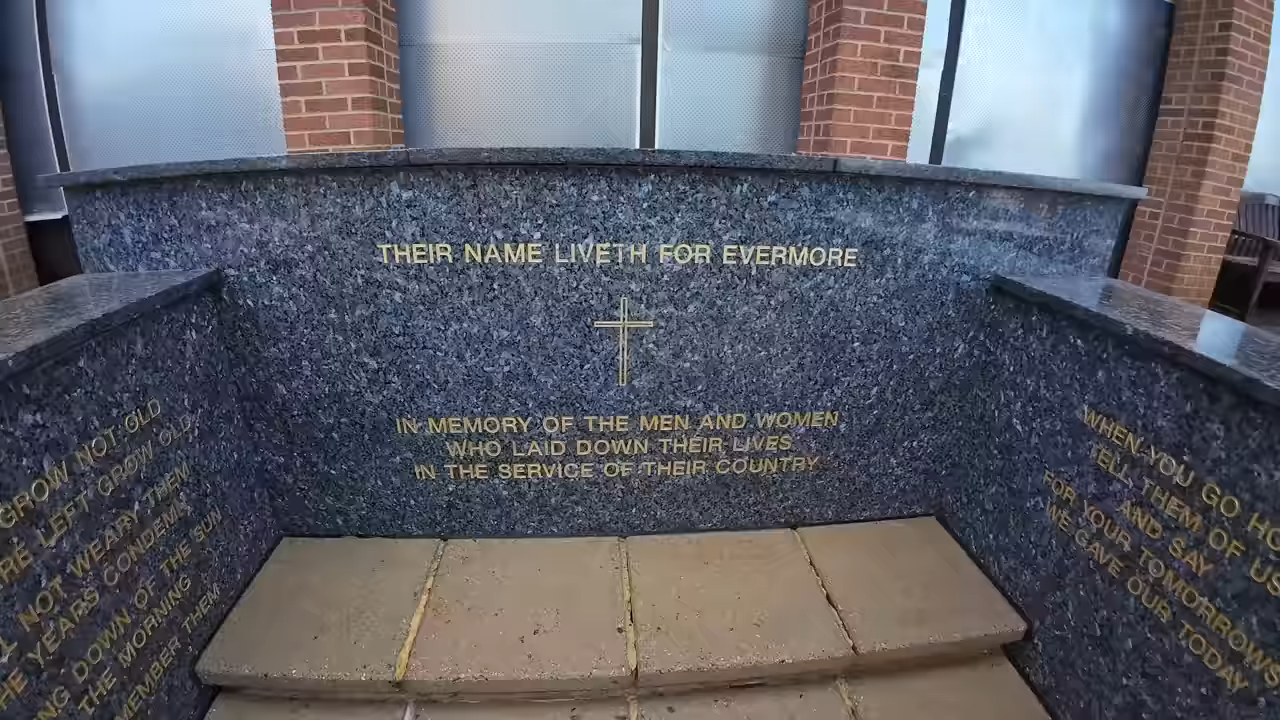 THEIR NAME LIVETH FOR EVERMORE
IN MEMORY OF THE MEN AND WOMEN
WHO LAID DOWN THEIR LIVES
IN THE SERVICE OF THEIR COUNTRY
GROW NOT OLD
LEFT GROW OLD
NOT WEARY THEM
YEARS CONDEMN
DOWN OF THE SUN
THE MORNING
THEM
WHEN YOU GO
TELL THEM OF US
AND SAY
FOR YOUR TOMORROWS
WE GAVE OUR TODAY